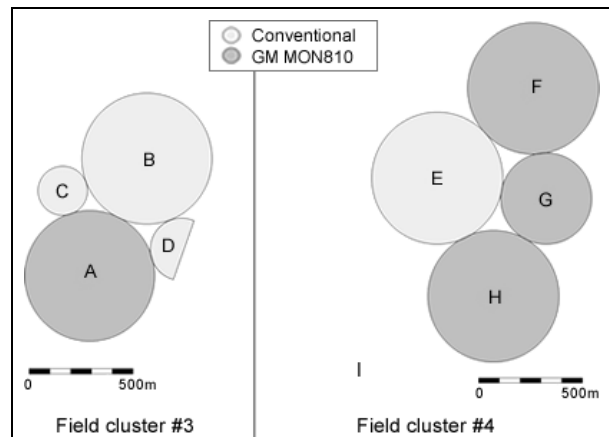 Conventional
GM MON810
B
C
D
A
0 500m
Field cluster #3
F
E
G
H
I
0 500m
Field cluster #4